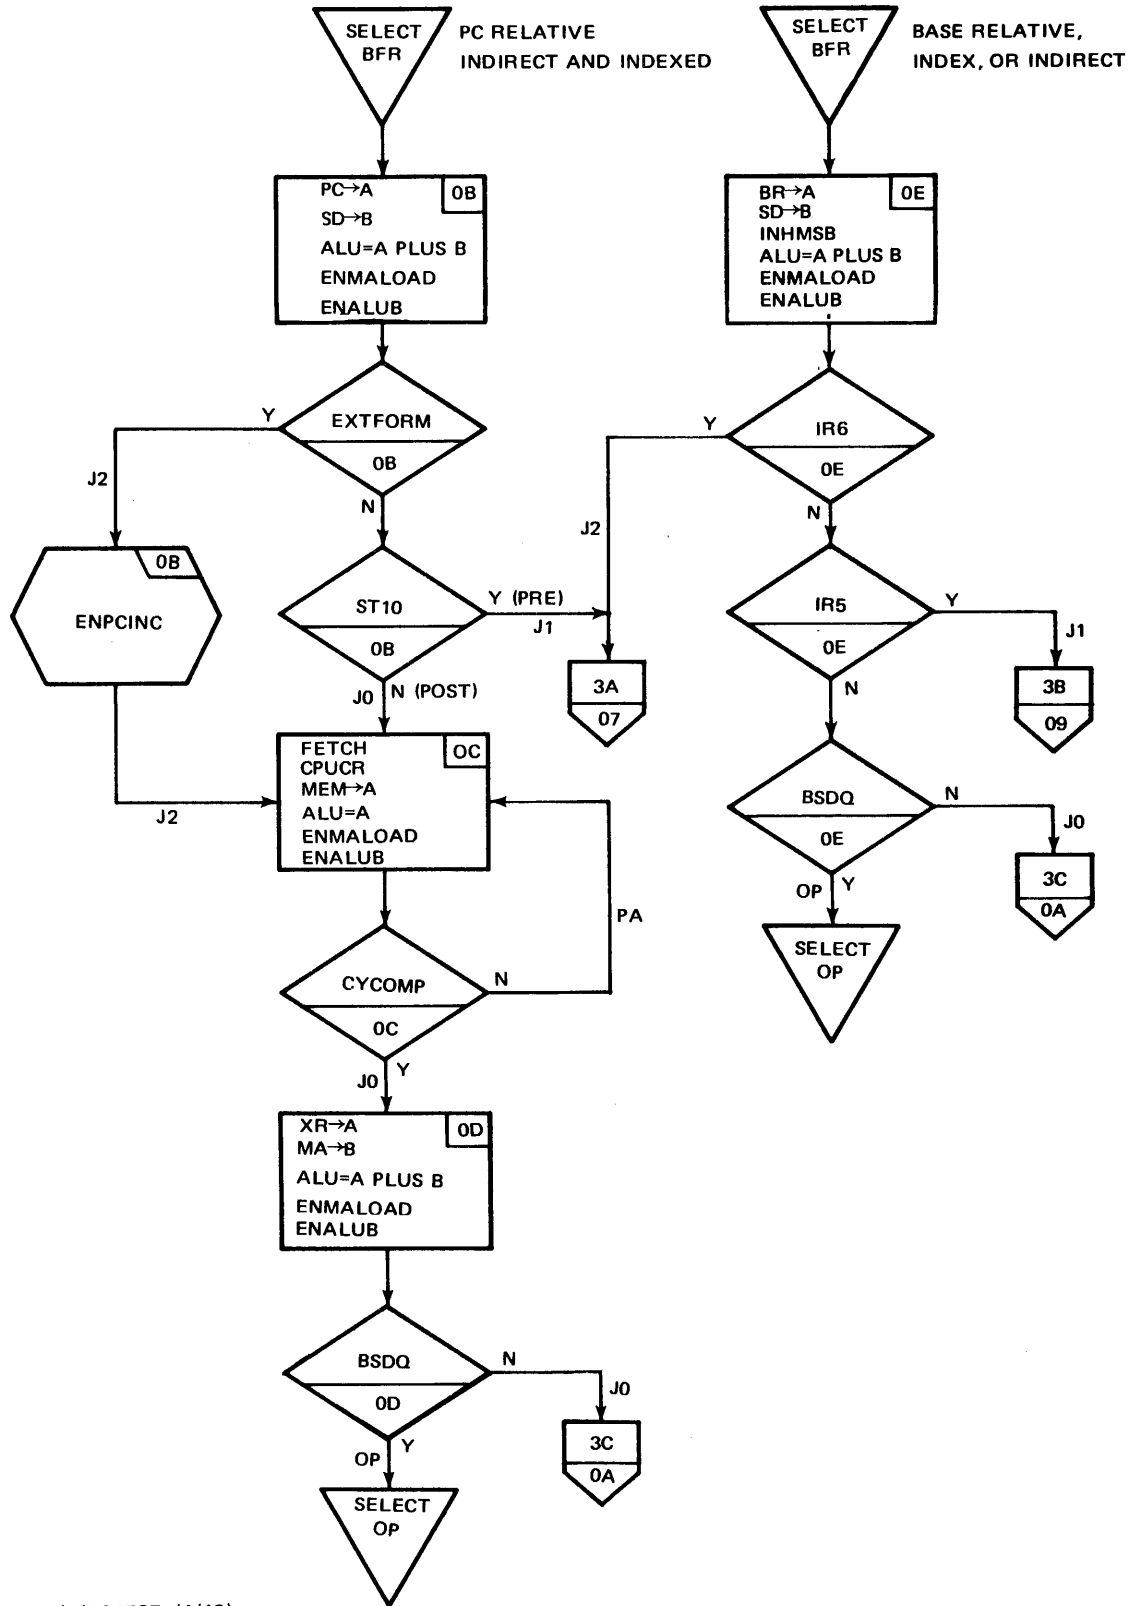 SELECT
BFR
PC RELATIVE
INDIRECT AND INDEXED
PC→A
SD→B
ALU=A PLUS B
ENMALOAD
ENALUB
0B
EXTFORM
0B
Y
J2
N
0B
ENPCINC
J2
ST10
0B
Y (PRE)
J1
3A
07
J0
N (POST)
FETCH
CPUCR
MEM→A
ALU=A
ENMALOAD
ENALUB
0C
CYCOMP
0C
N
PA
J0
Y
XR→A
MA→B
ALU=A PLUS B
ENMALOAD
ENALUB
0D
BSDQ
0D
N
J0
3C
0A
OP
Y
SELECT
OP
SELECT
BFR
BASE RELATIVE,
INDEX, OR INDIRECT
BR→A
SD→B
INHMSB
ALU=A PLUS B
ENMALOAD
ENALUB
0E
IR6
0E
Y
J2
N
IR5
0E
Y
J1
3B
09
N
BSDQ
0E
N
J0
3C
0A
OP
Y
SELECT
OP